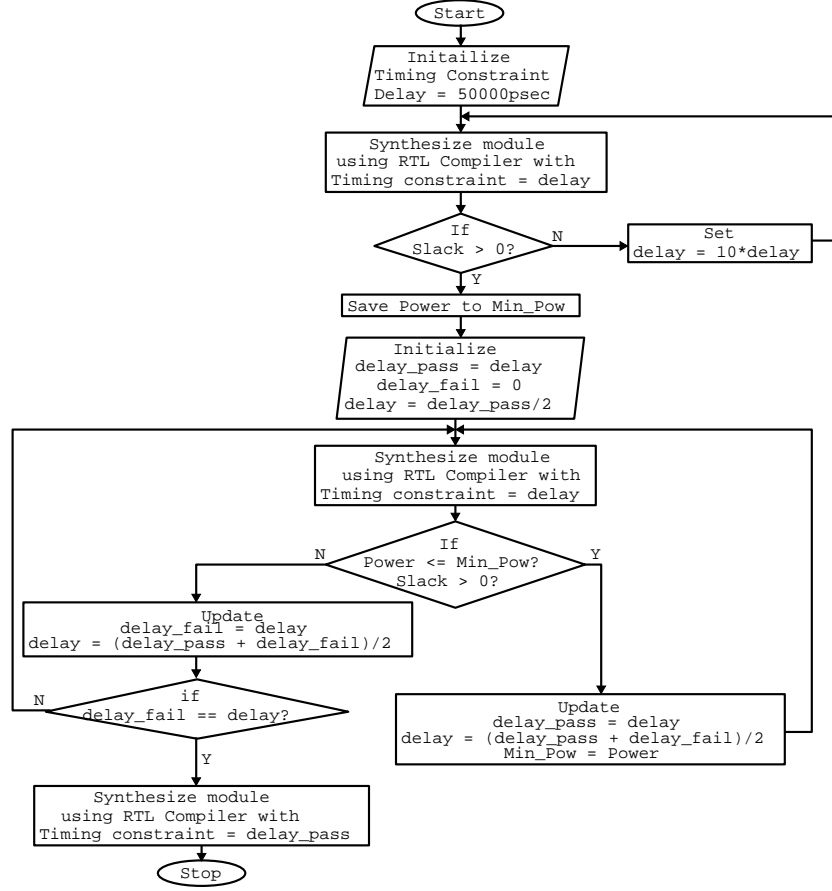 Start
Initailize
Timing Constraint
Delay = 50000psec
Synthesize module
using RTL Compiler with
Timing constraint = delay
If
Slack > 0?
N
Set
delay = 10*delay
Y
Save Power to Min_Pow
Initialize
delay_pass = delay
delay_fail = 0
delay = delay_pass/2
Synthesize module
using RTL Compiler with
Timing constraint = delay
If
Power <= Min_Pow?
Slack > 0?
N
Y
Update
delay_fail = delay
delay = (delay_pass + delay_fail)/2
if
delay_fail == delay?
N
Y
Update
delay_pass = delay
delay = (delay_pass + delay_fail)/2
Min_Pow = Power
Synthesize module
using RTL Compiler with
Timing constraint = delay_pass
Stop